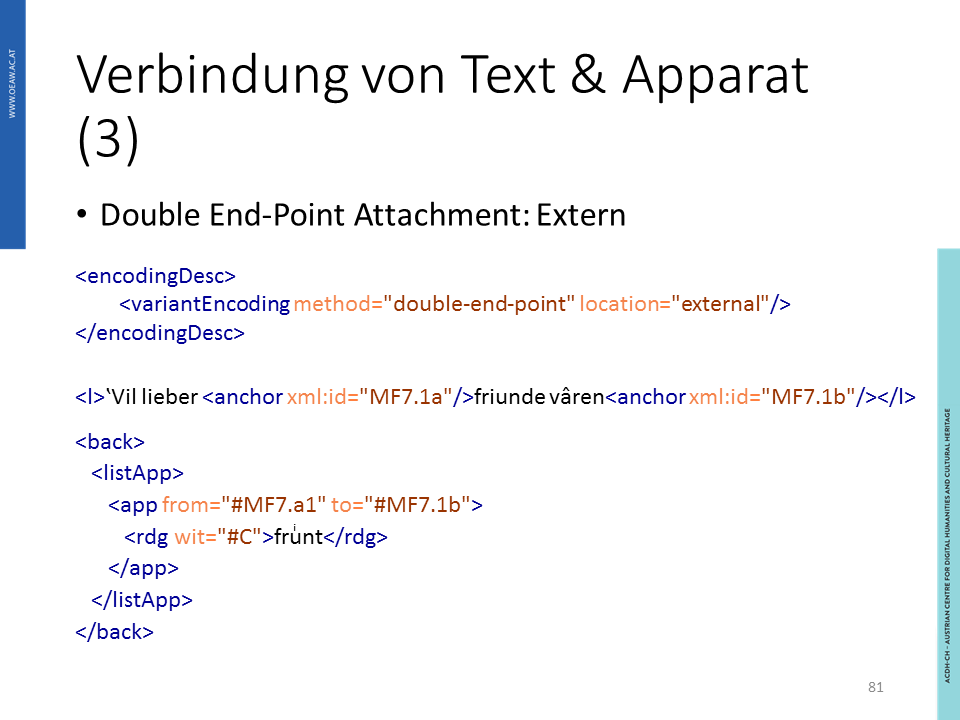 WWW.OEAW.AC.AT
Verbindung von Text & Apparat
(3)
• Double End-Point Attachment: Extern
<encodingDesc>
<variantEncoding method="double-end-point" location="external"/>
</encodingDesc>
<l>‛Vil lieber <anchor xml:id="MF7.1a"/>friunde vâren<anchor xml:id="MF7.1b"/></l>
<back>
<listApp>
<app from="#MF7.a1" to="#MF7.1b">
<rdg wit="#C">fruͥnt</rdg>
</app>
</listApp>
</back>
ACDH-CH – AUSTRIAN CENTRE FOR DIGITAL HUMANITIES AND CULTURAL HERITAGE
81